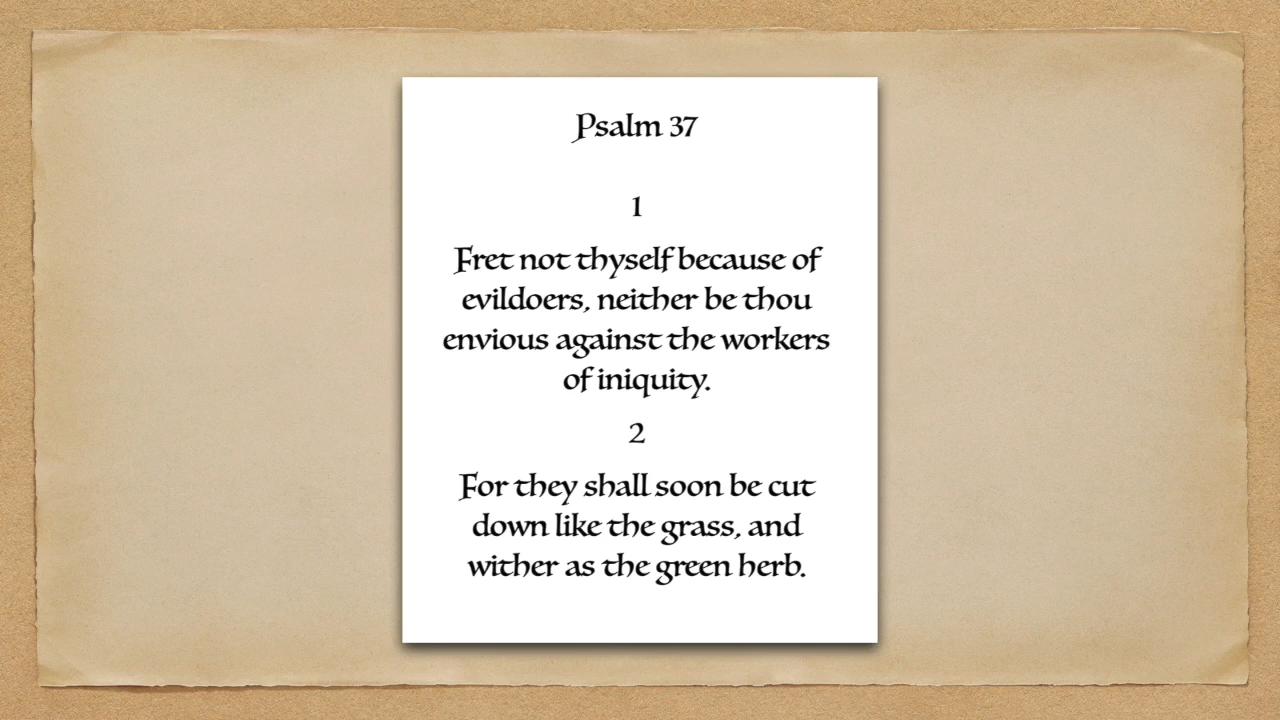 Psalm 37
1
Fret not thyself because of
evildoers, neither be thou
envious against the workers
of iniquity.
2
For they shall soon be cut
down like the grass, and
wither as the green herb.